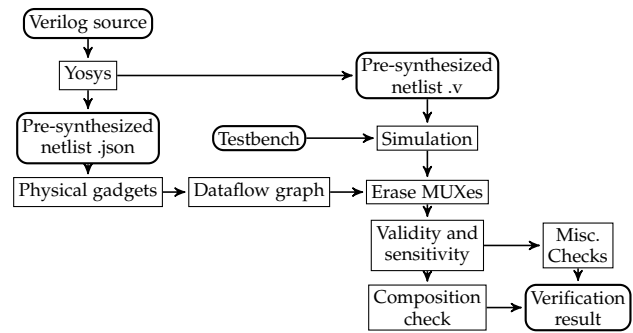 Verilog source
Yosys
Pre-synthesized
netlist .v
Pre-synthesized
netlist .json
Testbench
Simulation
Physical gadgets
Dataflow graph
Erase MUXes
Validity and
sensitivity
Misc.
Checks
Composition
check
Verification
result